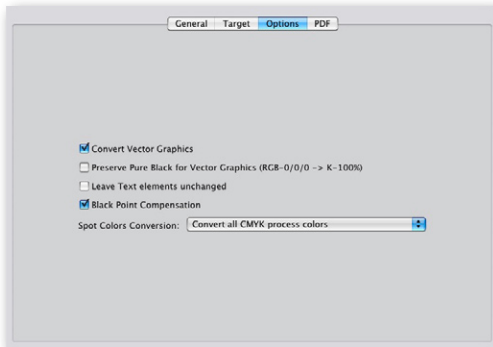 General Target Options PDF
Convert Vector Graphics
Preserve Pure Black for Vector Graphics (RGB-0/0/0 -> K-100%)
Leave Text elements unchanged
Black Point Compensation
Spot Colors Conversion: Convert all CMYK process colors